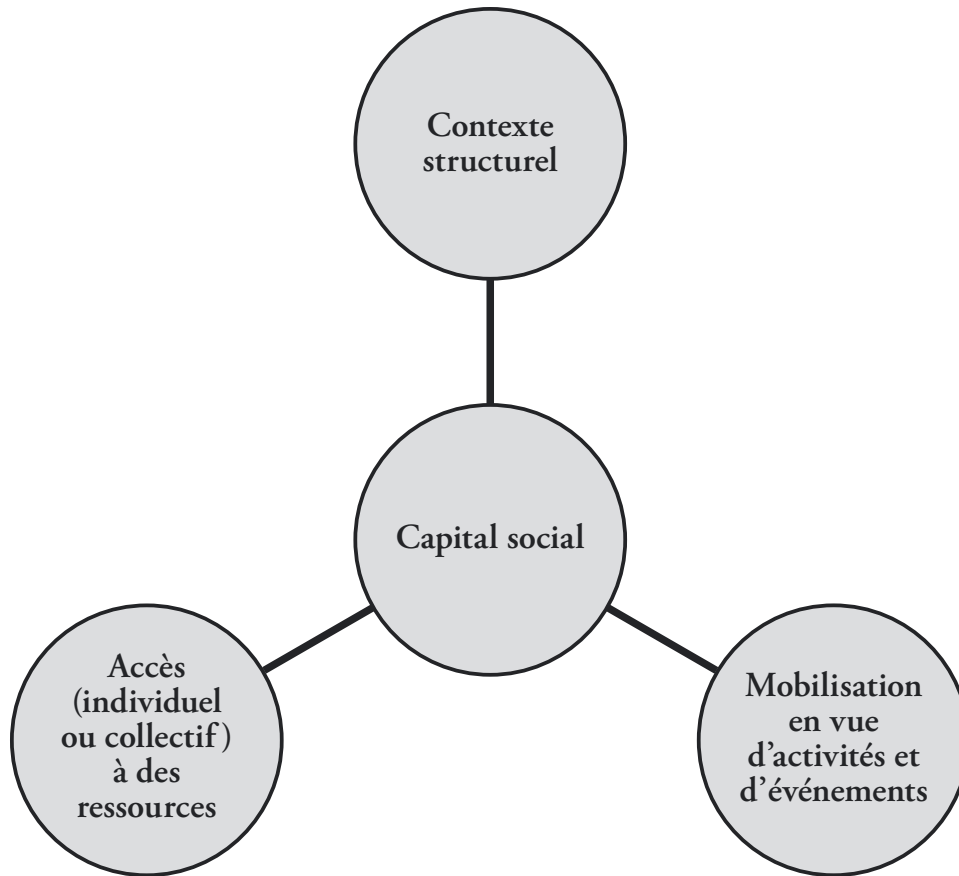 Contexte
structurel
Capital social
Accès
(individuel
ou collectif)
à des
ressources
Mobilisation
en vue
d’activités et
d’événements